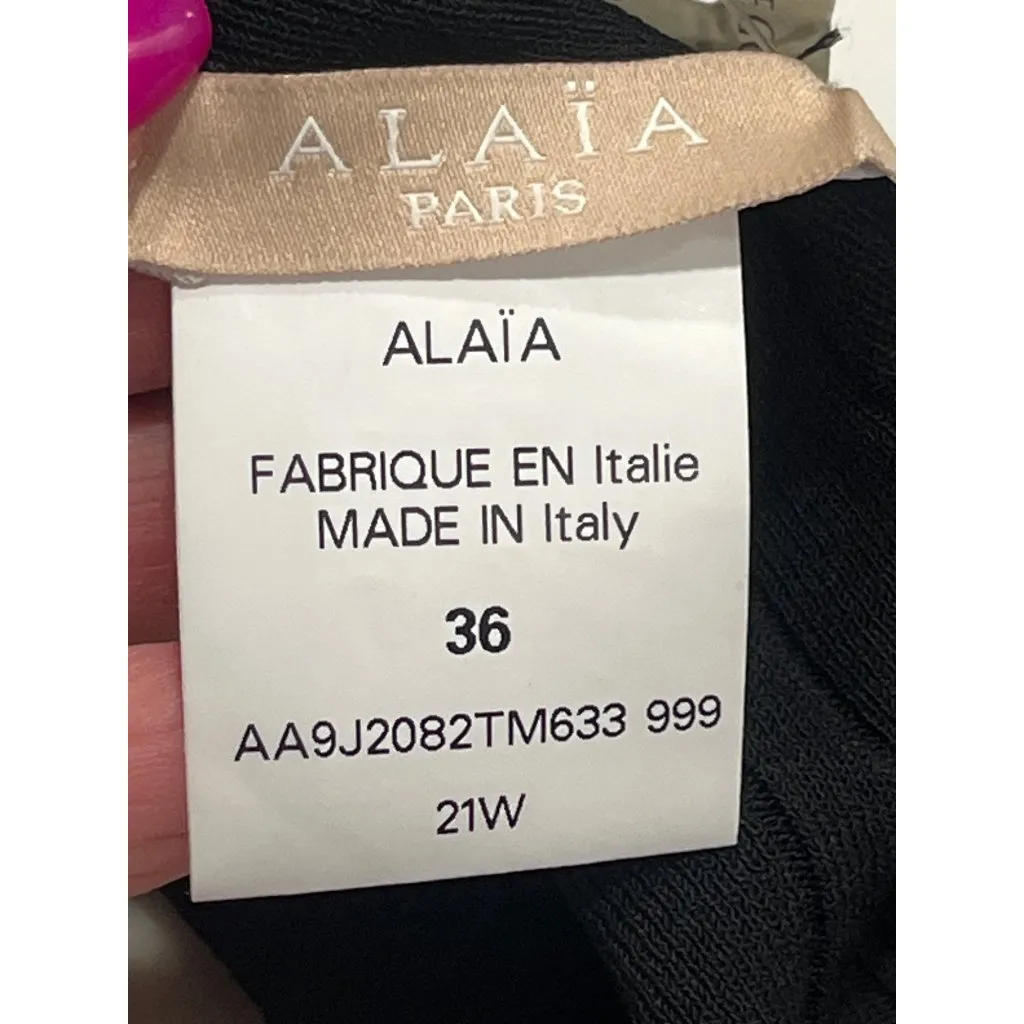 ALAÏA
PARIS
ALAÏA
FABRIQUE EN Italie
MADE IN Italy
36
AA9J2082TM633 999
21W